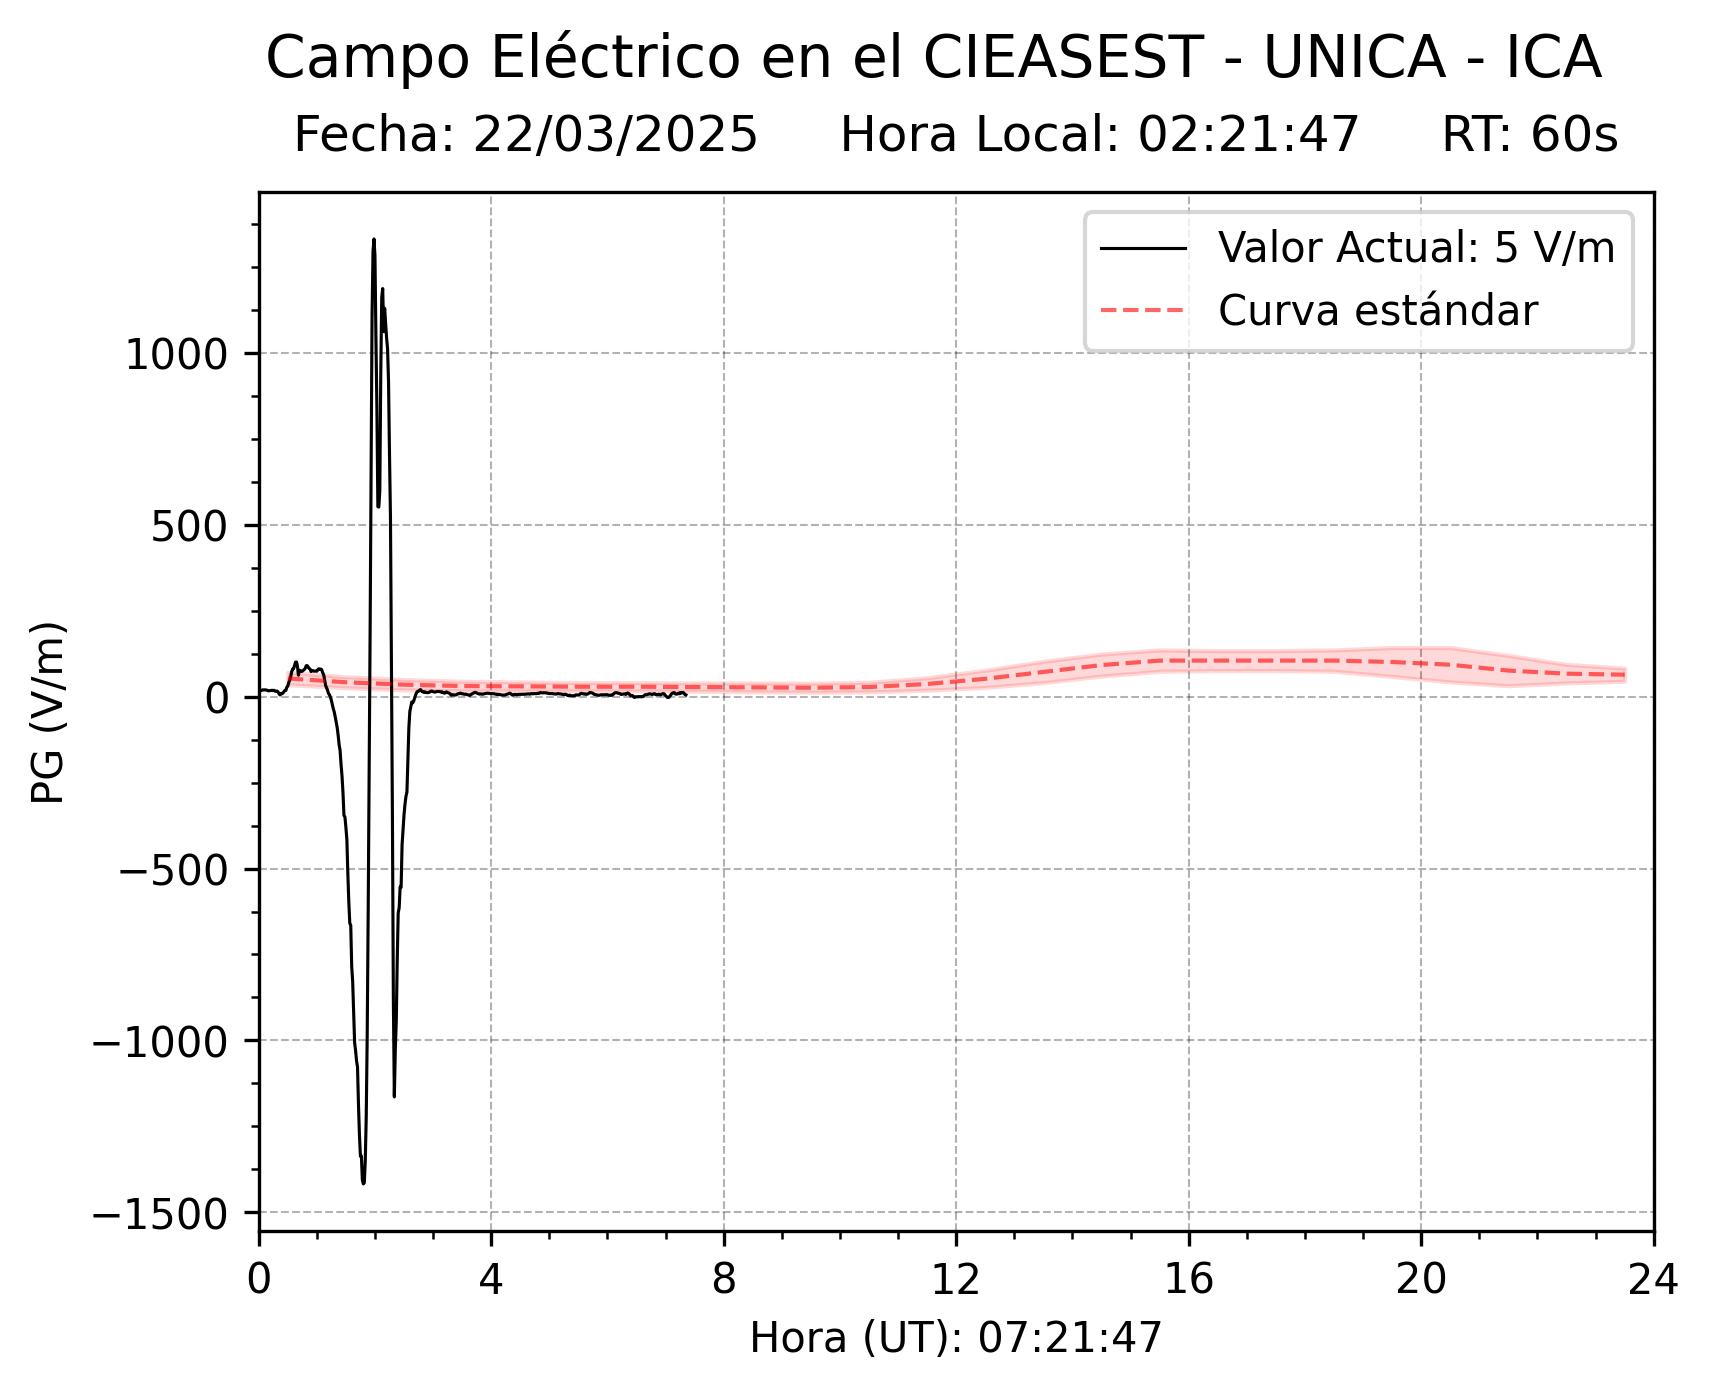 Campo Eléctrico en el CIEASEST - UNICA - ICA
Fecha: 22/03/2025 Hora Local: 02:21:47 RT: 60s
Valor Actual: 5 V/m
Curva estándar
PG (V/m)
1000
500
0
−500
−1000
−1500
0 4 8 12 16 20 24
Hora (UT): 07:21:47